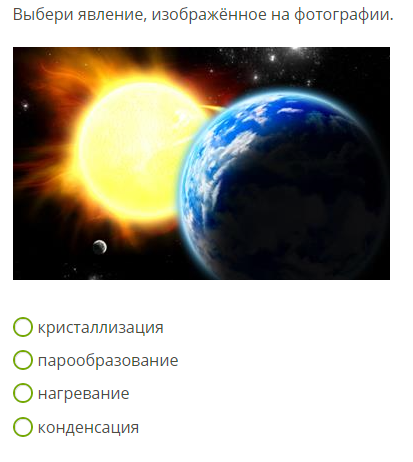 Выбери явление, изображённое на фотографии.
кристаллизация
парообразование
нагревание
конденсация